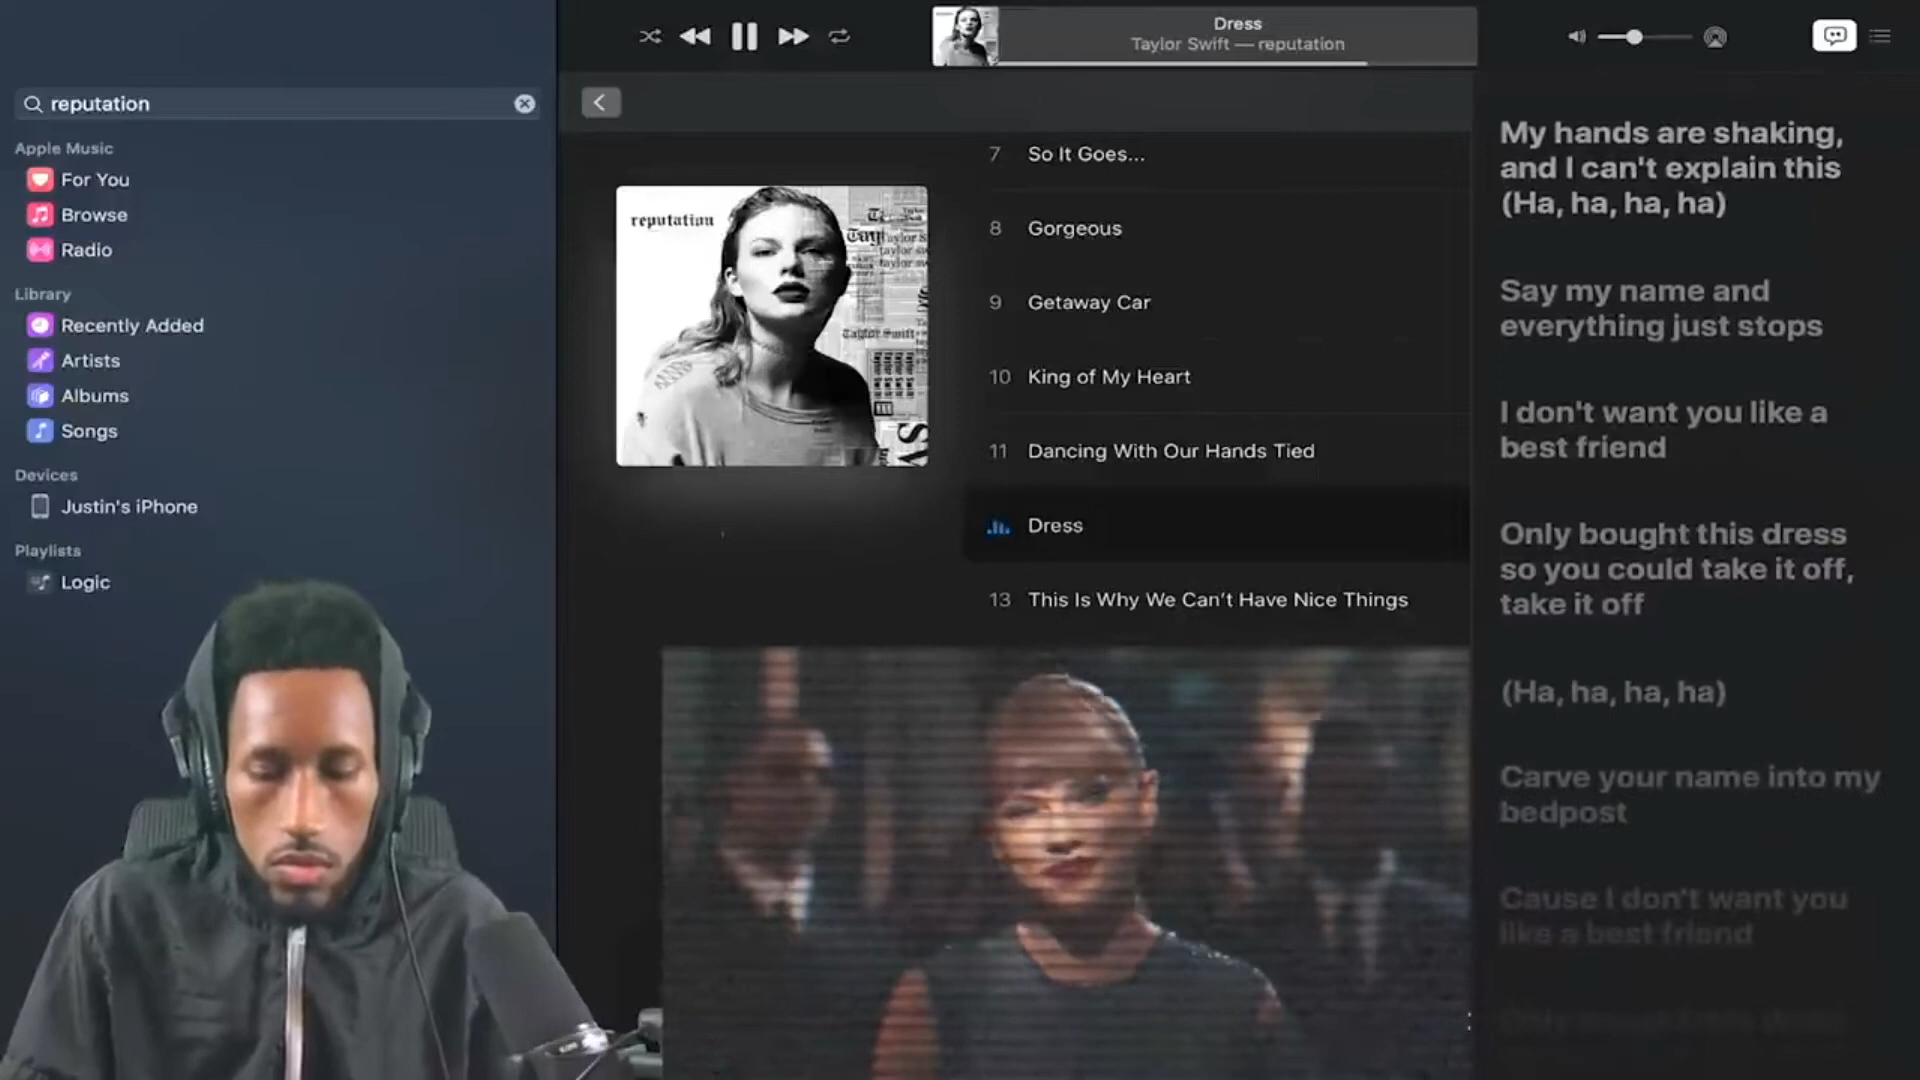 Dress
Taylor Swift — reputation
reputation
Apple Music
For You
Browse
Radio
Library
Recently Added
Artists
Albums
Songs
Devices
Justin's iPhone
Playlists
Logic
reputation
Taylor Swift
7 So It Goes...
8 Gorgeous
9 Getaway Car
10 King of My Heart
11 Dancing With Our Hands Tied
Dress
13 This Is Why We Can't Have Nice Things
My hands are shaking,
and I can't explain this
(Ha, ha, ha, ha)
Say my name and
everything just stops
I don't want you like a
best friend
Only bought this dress
so you could take it off,
take it off
(Ha, ha, ha, ha)
Carve your name into my
bedpost
Cause I don't want you
like a best friend